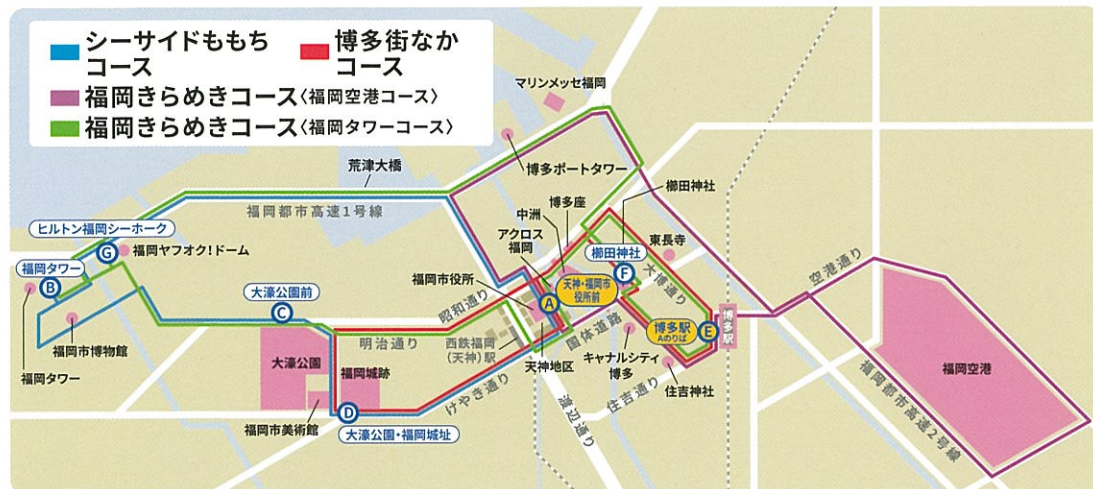 シーサイドももち
コース
博多街なか
コース
福岡きらめきコース〈福岡空港コース〉
福岡きらめきコース〈福岡タワーコース〉
マリンメッセ福岡
荒津大橋
博多ポートタワー
福岡都市高速1号線
櫛田神社
博多座
中洲
アクロス
福岡
東長寺
ヒルトン福岡シーホーク
G
福岡ヤフオク!ドーム
福岡タワー
B
櫛田神社
F
大博通り
空港通り
福岡市役所
昭和通り
天神・福岡市
役所前
A
大濠公園前
C
国体道路
博多駅
Aのりば
E
博多駅
福岡市博物館
福岡タワー
明治通り
西鉄福岡
(天神)駅
天神地区
キャナルシティ
博多
大濠公園
福岡城跡
けやき通り
住吉通り
住吉神社
福岡空港
福岡都市高速2号線
渡辺通り
D
福岡市美術館
大濠公園・福岡城址